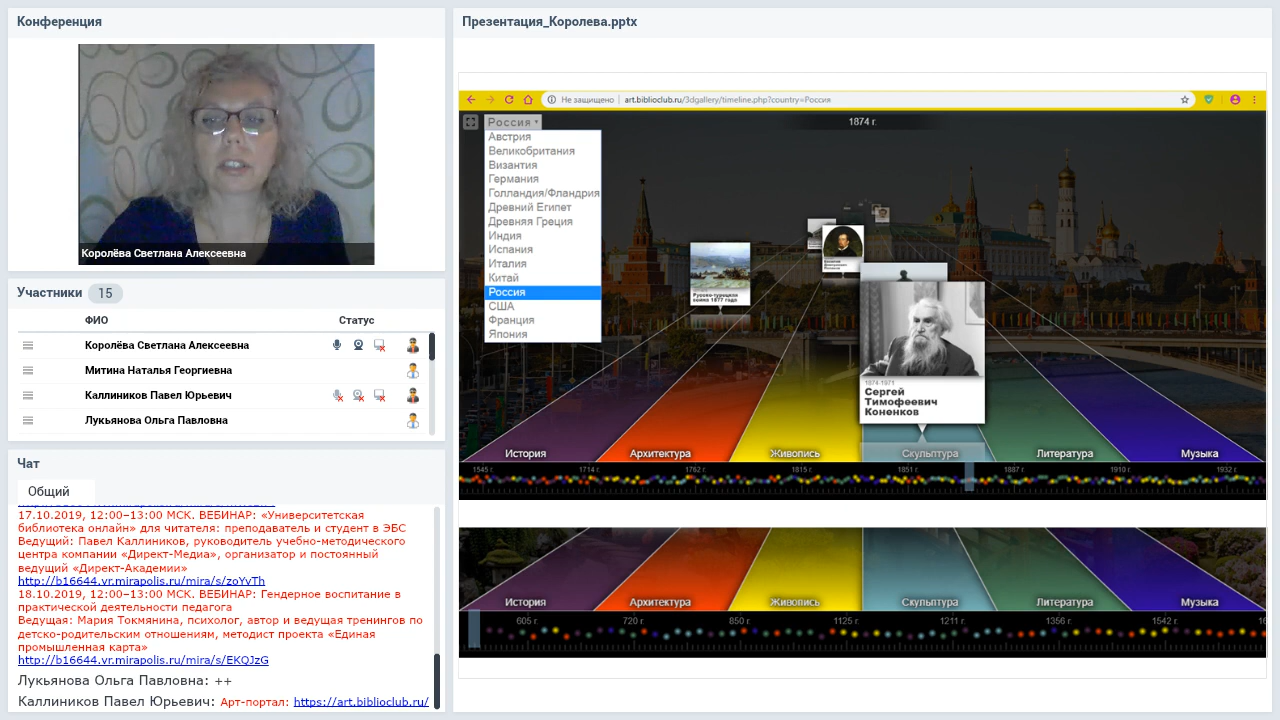 Конференция
Королёва Светлана Алексеевна
Участники 15
ФИО Статус
Королёва Светлана Алексеевна
Митина Наталья Георгиевна
Каллиников Павел Юрьевич
Лукьянова Ольга Павловна
Чат
Общий
17.10.2019, 12:00–13:00 МСК. ВЕБИНАР: «Университетская
библиотека онлайн» для читателя: преподаватель и студент в ЭБС
Ведущий: Павел Каллиников, руководитель учебно-методического
центра компании «Директ-Медиа», организатор и постоянный
ведущий «Директ-Академии»
http://b16644.vr.mirapolis.ru/mira/s/zoYvTh
18.10.2019, 12:00–13:00 МСК. ВЕБИНАР: Гендерное воспитание в
практической деятельности педагога
Ведущая: Мария Токмянина, психолог, автор и ведущая тренингов по
детско-родительским отношениям, методист проекта «Единая
промышленная карта»
http://b16644.vr.mirapolis.ru/mira/s/EKQJzG
Лукьянова Ольга Павловна: ++
Каллиников Павел Юрьевич: Арт-портал: https://art.biblioclub.ru/
Презентация_Королева.pptx
Не защищено art.biblioclub.ru/3dgallery/timeline.php?country=Россия
Россия
1874 г.
Австрия
Великобритания
Византия
Германия
Голландия/Фландрия
Древний Египет
Древняя Греция
Индия
Испания
Италия
Китай
Россия
США
Франция
Япония
Русско-турецкая
война 1877 года
1874-1971
Сергей
Тимофеевич
Коненков
История Архитектура Живопись Скульптура Литература Музыка
1545 г. 1714 г. 1762 г. 1815 г. 1851 г. 1887 г. 1910 г. 1932 г.
История Архитектура Живопись Скульптура Литература Музыка
605 г. 720 г. 850 г. 1125 г. 1211 г. 1356 г. 1542 г.